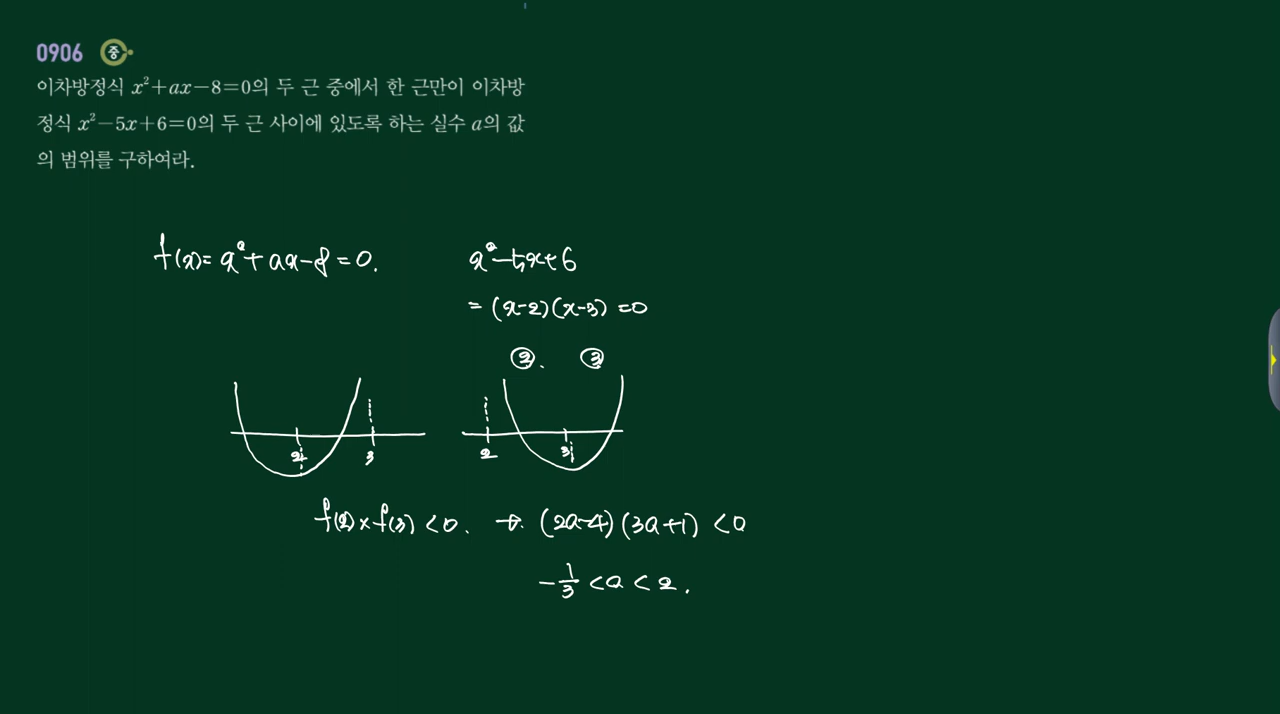 0906 중
이차방정식 x²+ax-8=0의 두 근 중에서 한 근만이 이차방
정식 x²-5x+6=0의 두 근 사이에 있도록 하는 실수 a의 값
의 범위를 구하여라.
f(x)= x²+ax-8=0.
x²-5x+6
=(x-2)(x-3)=0
②. ③
2 3
2 3
f(2)×f(3)<0. → (2a-4)(3a+1)<0
-1/3<a<2.